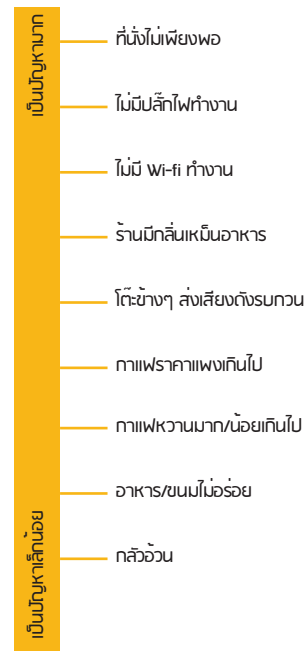 เป็นปัญหามาก
ที่นั่งไม่เพียงพอ
ไม่มีปลั๊กไฟทำงาน
ไม่มี Wi-fi ทำงาน
ร้านมีกลิ่นเหม็นอาหาร
โต๊ะข้างๆ ส่งเสียงดังรบกวน
กาแฟราคาแพงเกินไป
กาแฟหวานมาก/น้อยเกินไป
อาหาร/ขนมไม่อร่อย
กลัวอ้วน
เป็นปัญหาเล็กน้อย